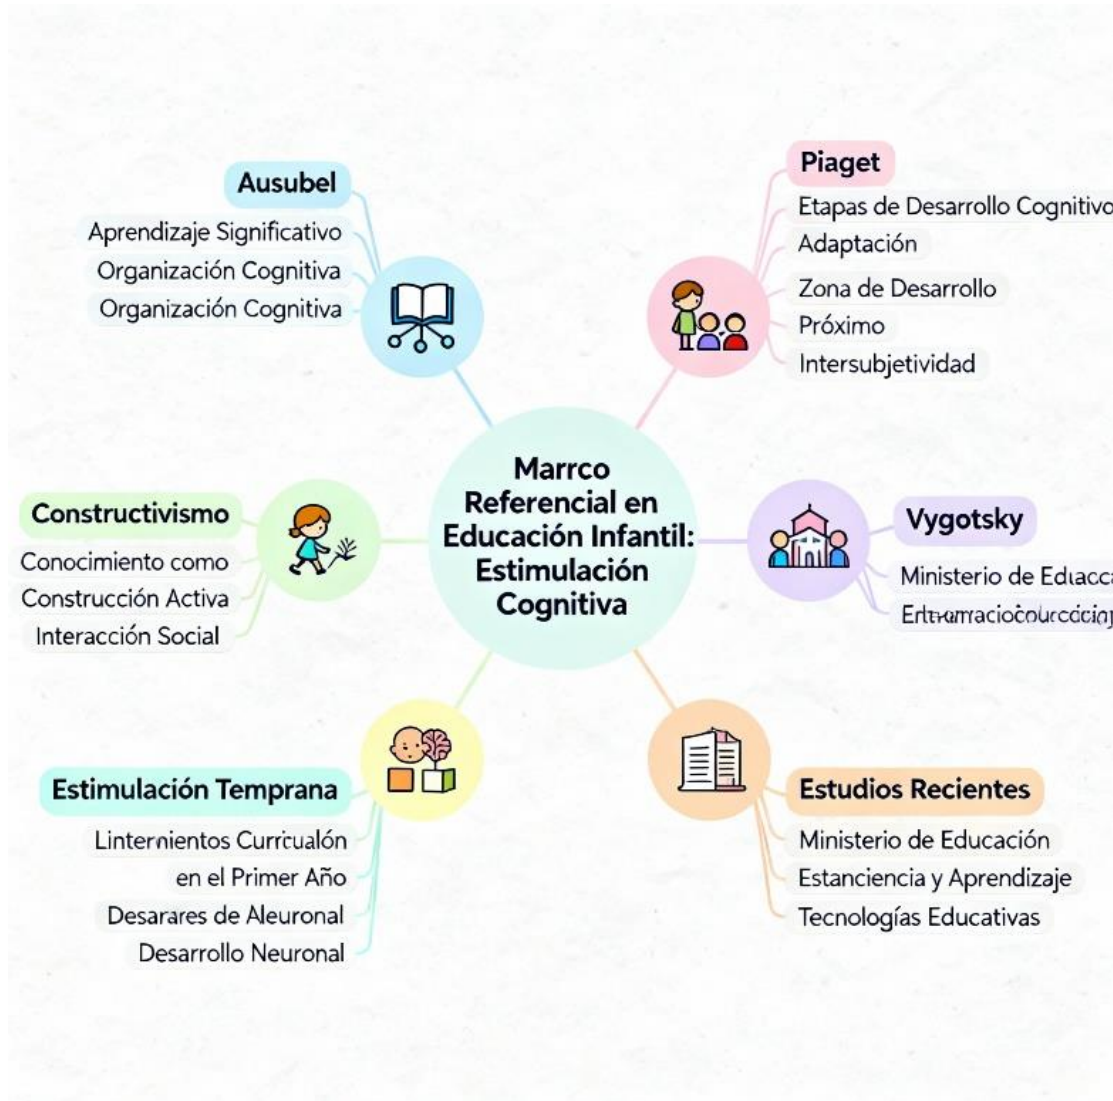 Marrco
Referencial en
Educación Infantil:
Estimulación
Cognitiva
Ausubel
Aprendizaje Significativo
Organización Cognitiva
Organización Cognitiva
Piaget
Etapas de Desarrollo Cognitivo
Adaptación
Zona de Desarrollo
Próximo
Intersubjetividad
Constructivismo
Conocimiento como
Construcción Activa
Interacción Social
Vygotsky
Ministerio de
Estimulación Temprana
en el Primer Año
Desarares de Aleuronal
Desarrollo Neuronal
Estudios Recientes
Ministerio de Educación
Estanciencia y Aprendizaje
Tecnologías Educativas